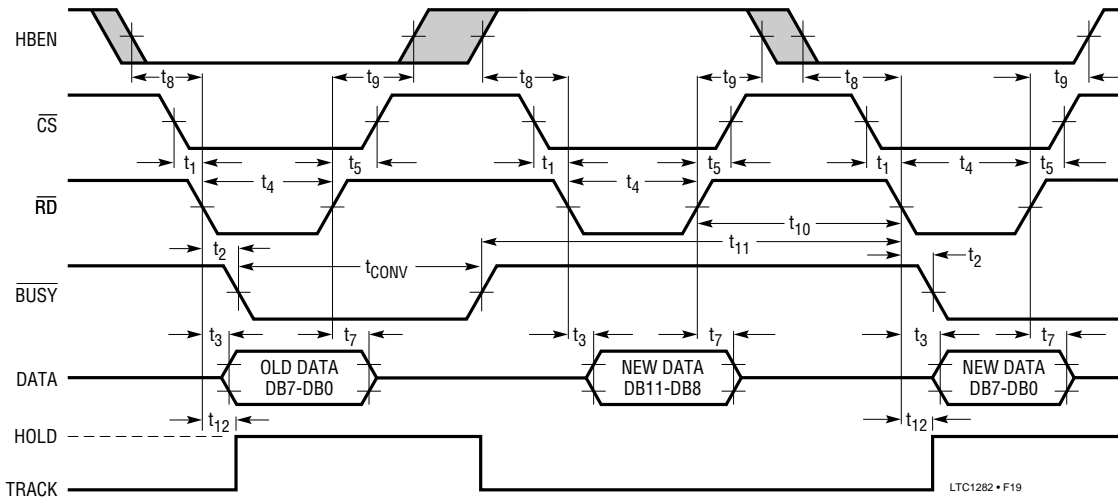 HBEN
t8 t9 t8 t9 t8 t9
CS
t1 t5 t1 t5 t1 t5
t4 t4 t4
RD
t10
t2 t11
tCONV t2
BUSY
t3 t7 t3 t7 t3 t7
DATA
OLD DATA
DB7-DB0
NEW DATA
DB11-DB8
NEW DATA
DB7-DB0
t12 t12
HOLD
TRACK
LTC1282 • F19